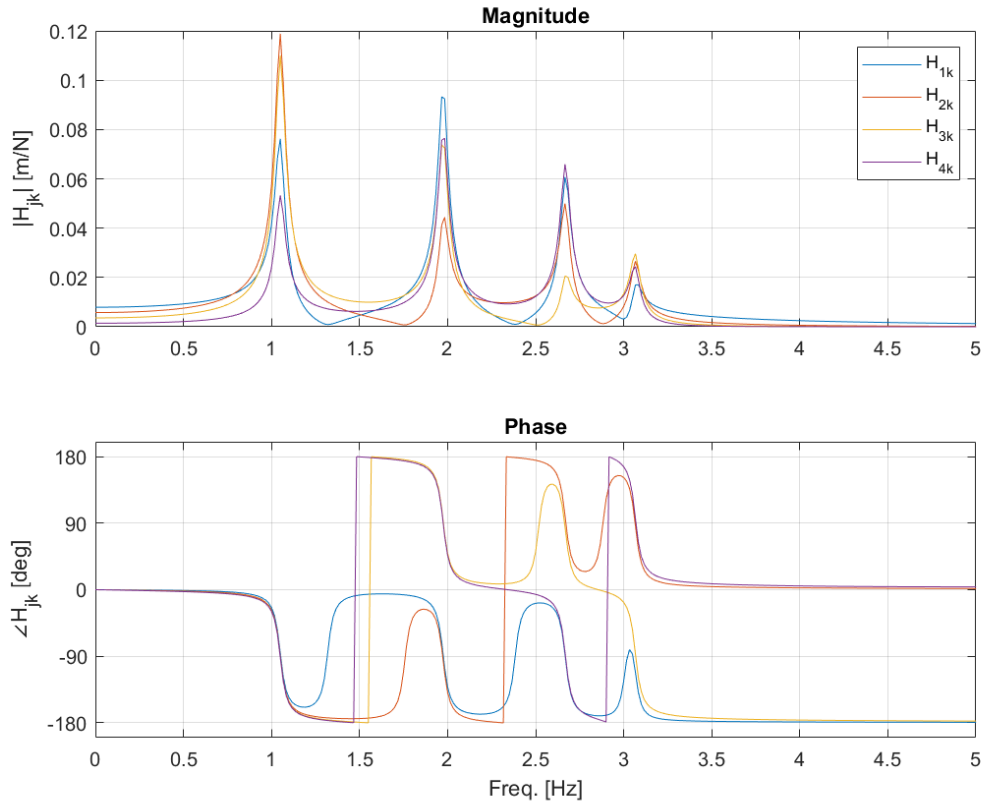 Magnitude
|H_jk| [m/N]
0.12
0.1
0.08
0.06
0.04
0.02
0
0 0.5 1 1.5 2 2.5 3 3.5 4 4.5 5
H_1k
H_2k
H_3k
H_4k
Phase
∠H_jk [deg]
180
90
0
-90
-180
0 0.5 1 1.5 2 2.5 3 3.5 4 4.5 5
Freq. [Hz]